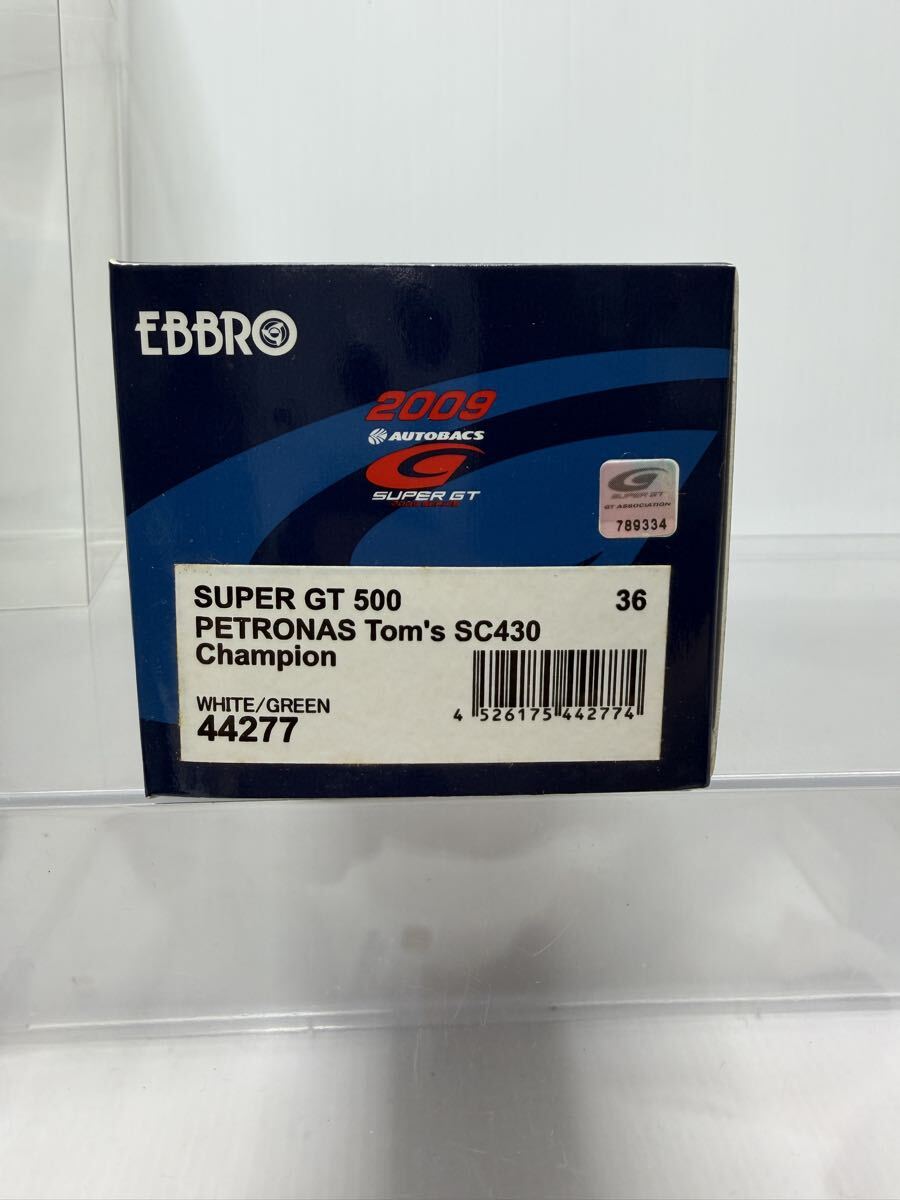 EBBRO
2009
AUTOBACS
SUPER GT
SUPER GT
GT ASSOCIATION
789334
SUPER GT 500 36
PETRONAS Tom's SC430
Champion
WHITE/GREEN
44277
4 526175 442774